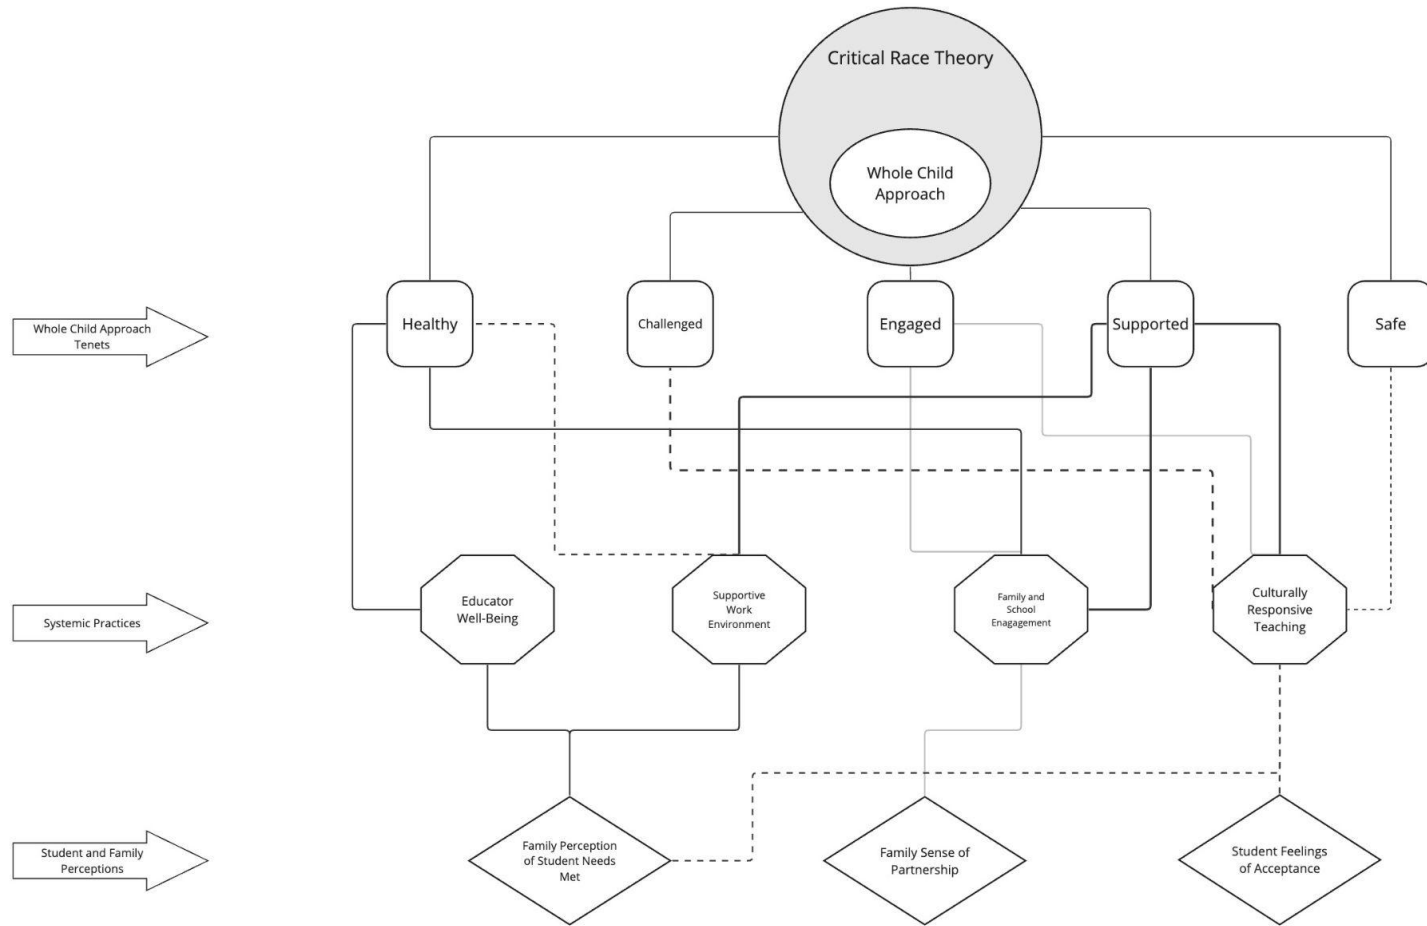 Critical Race Theory
Whole Child
Approach
Whole Child Approach
Tenets
Healthy
Challenged
Engaged
Supported
Safe
Systemic Practices
Educator
Well-Being
Supportive
Work
Environment
Family and
School
Enagagement
Culturally
Responsive
Teaching
Student and Family
Perceptions
Family Perception
of Student Needs
Met
Family Sense of
Partnership
Student Feelings
of Acceptance